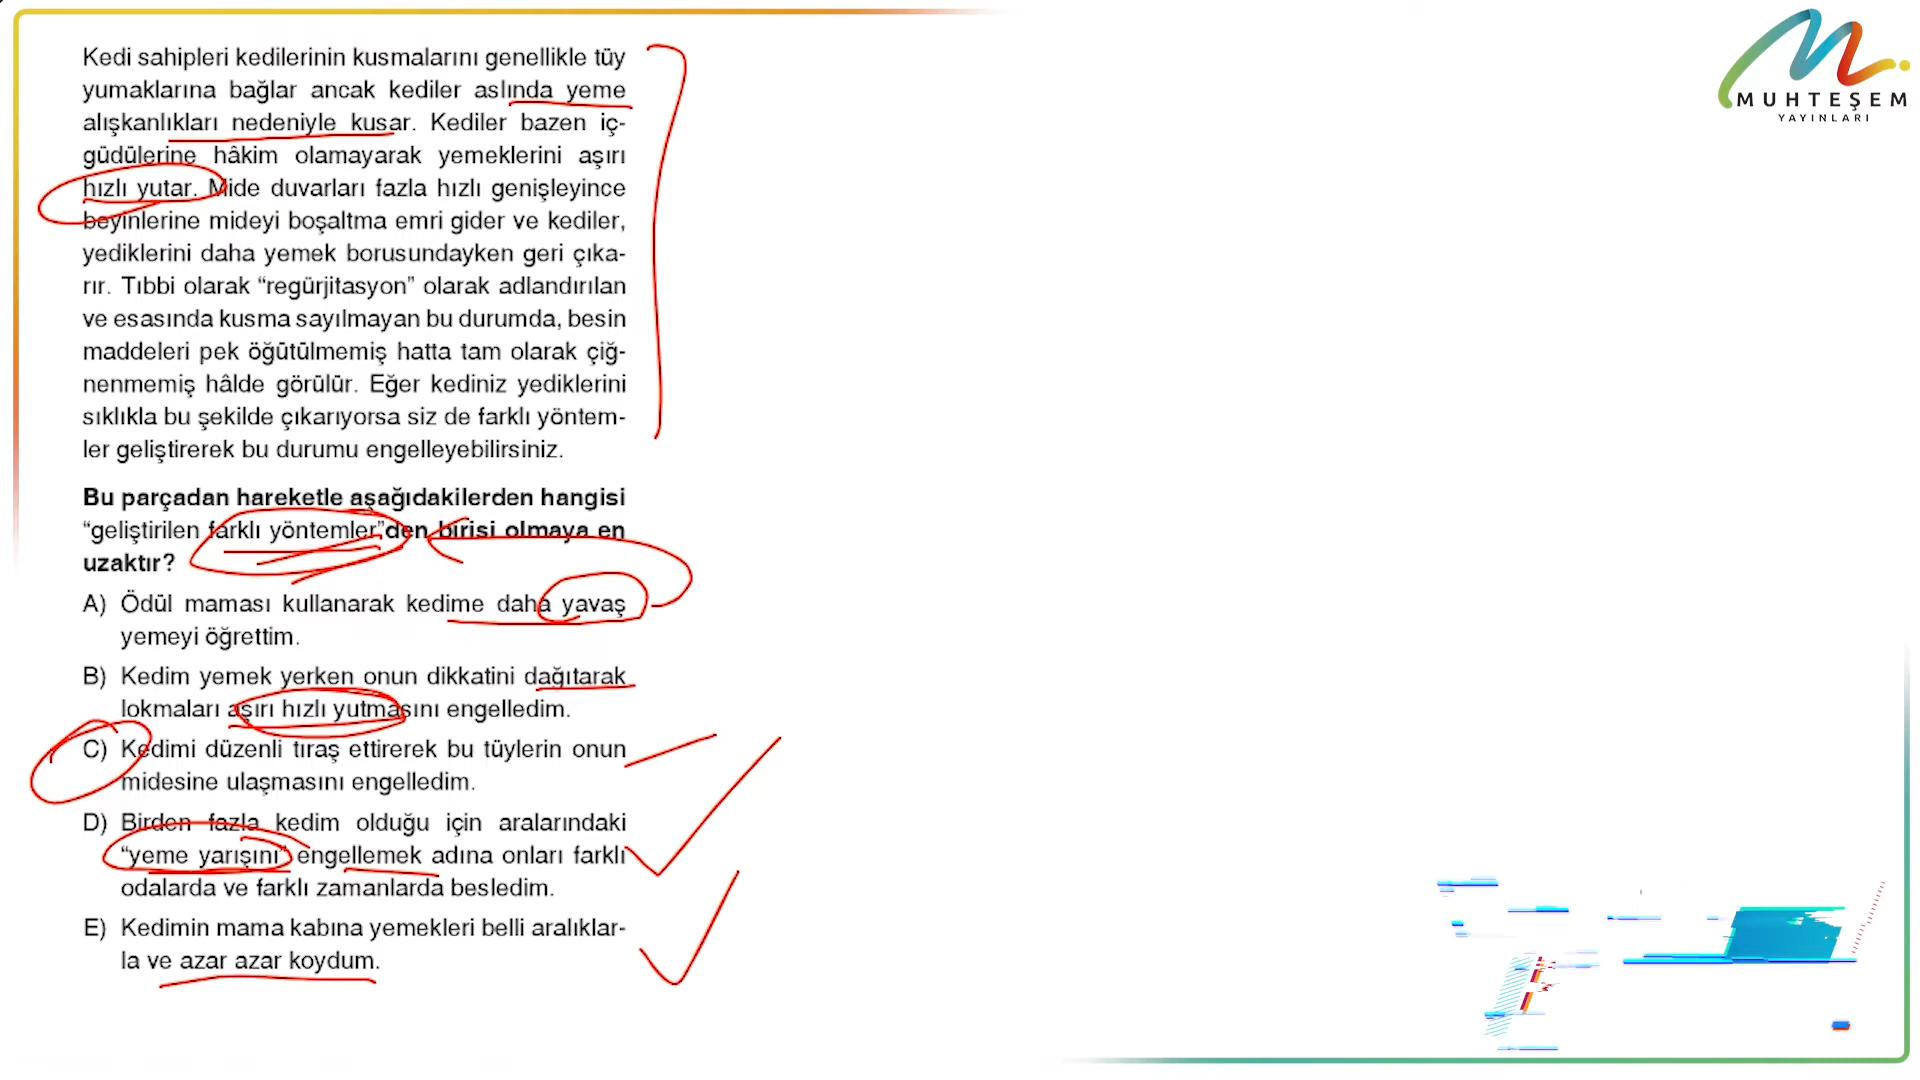 MUHTEŞEM
YAYINLARI
Kedi sahipleri kedilerinin kusmalarını genellikle tüy
yumaklarına bağlar ancak kediler aslında yeme
alışkanlıkları nedeniyle kusar. Kediler bazen iç-
güdülerine hâkim olamayarak yemeklerini aşırı
hızlı yutar. Mide duvarları fazla hızlı genişleyince
beyinlerine mideyi boşaltma emri gider ve kediler,
yediklerini daha yemek borusundayken geri çıka-
rır. Tıbbi olarak “regürjitasyon” olarak adlandırılan
ve esasında kusma sayılmayan bu durumda, besin
maddeleri pek öğütülmemiş hatta tam olarak çiğ-
nenmemiş hâlde görülür. Eğer kediniz yediklerini
sıklıkla bu şekilde çıkarıyorsa siz de farklı yöntem-
ler geliştirerek bu durumu engelleyebilirsiniz.
Bu parçadan hareketle aşağıdakilerden hangisi
“geliştirilen farklı yöntemler”den birisi olmaya en
uzaktır?
A) Ödül maması kullanarak kedime daha yavaş
yemeyi öğrettim.
B) Kedim yemek yerken onun dikkatini dağıtarak
lokmaları aşırı hızlı yutmasını engelledim.
C) Kedimi düzenli tıraş ettirerek bu tüylerin onun
midesine ulaşmasını engelledim.
D) Birden fazla kedim olduğu için aralarındaki
“yeme yarışını” engellemek adına onları farklı
odalarda ve farklı zamanlarda besledim.
E) Kedimin mama kabına yemekleri belli aralıklar-
la ve azar azar koydum.